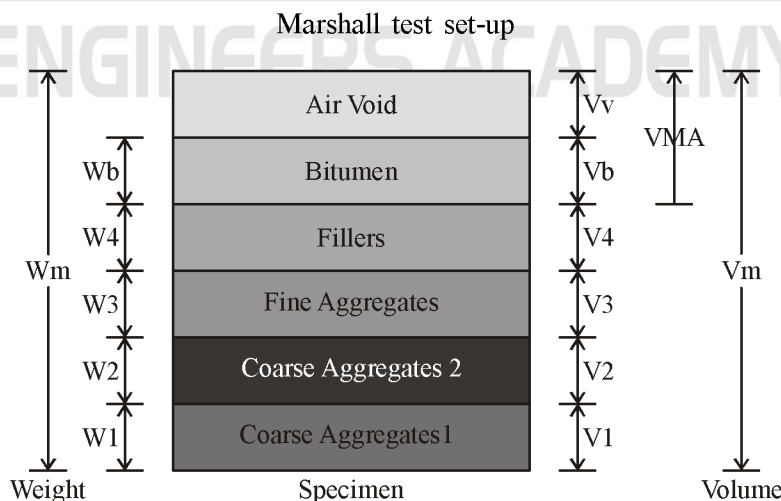 Marshall test set-up
ENGINEERS ACADEMY
Air Void
Vv
VMA
Wb
Bitumen
Vb
W4
Fillers
V4
Wm
Vm
W3
Fine Aggregates
V3
W2
Coarse Aggregates 2
V2
W1
Coarse Aggregates1
V1
Weight
Specimen
Volume